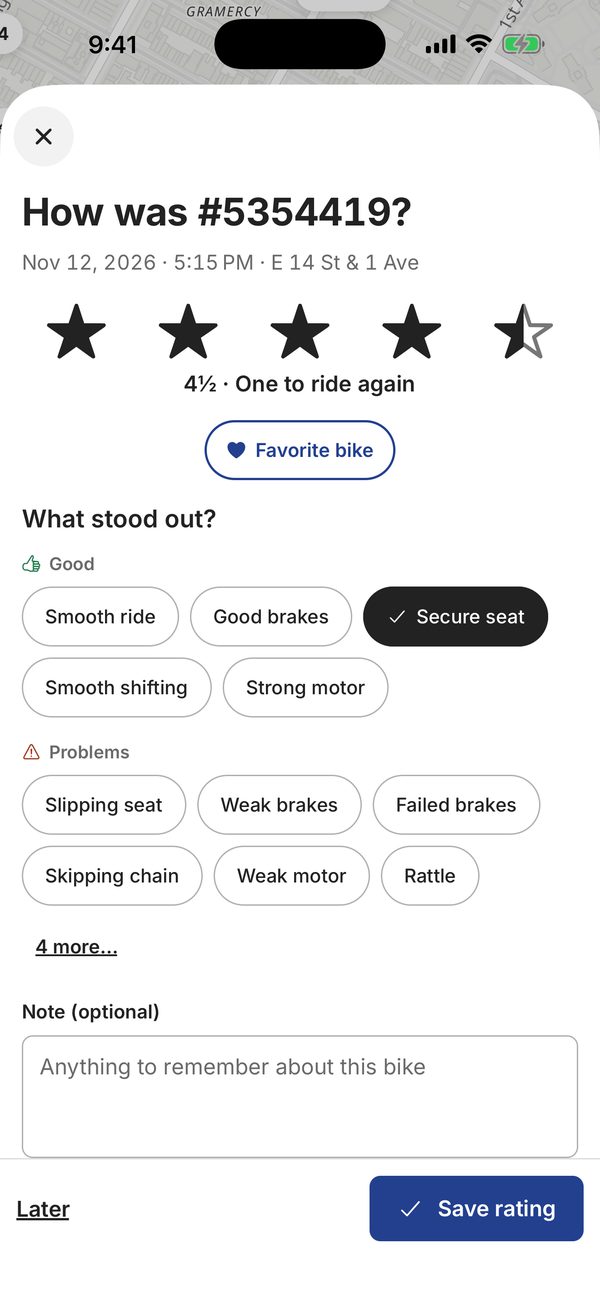 GRAMERCY
1st A
4
9:41
How was #5354419?
Nov 12, 2026 · 5:15 PM · E 14 St & 1 Ave
4½ · One to ride again
Favorite bike
What stood out?
Good
Smooth ride
Good brakes
Secure seat
Smooth shifting
Strong motor
Problems
Slipping seat
Weak brakes
Failed brakes
Skipping chain
Weak motor
Rattle
4 more...
Note (optional)
Anything to remember about this bike
Later
Save rating